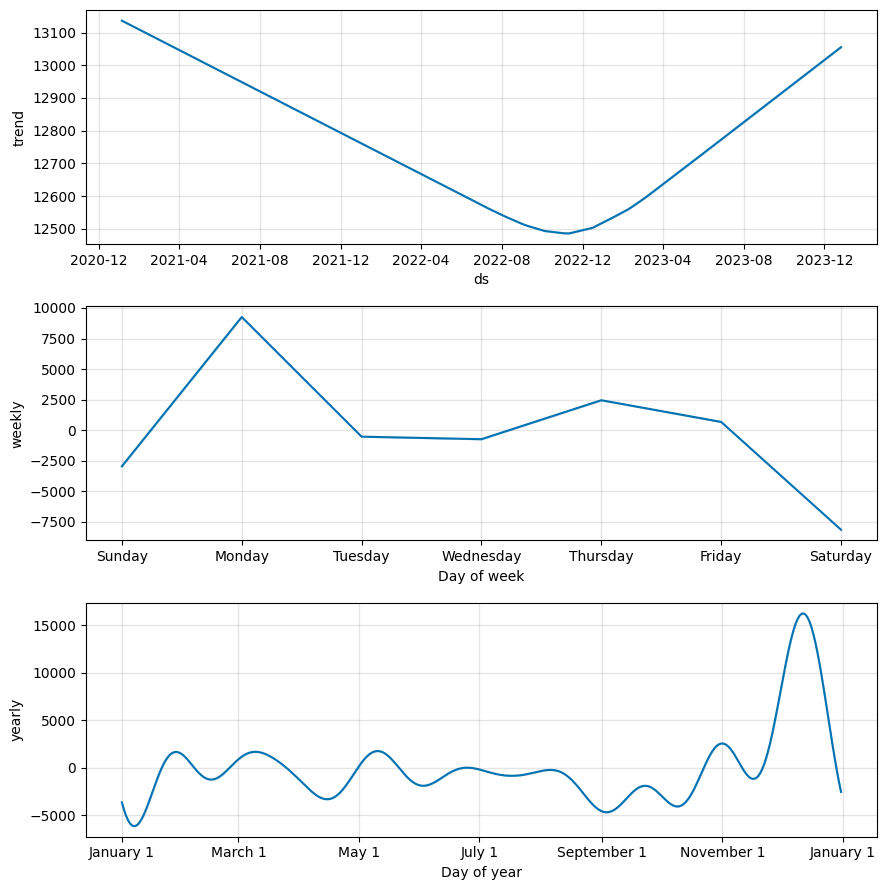 13100
13000
12900
12800
12700
12600
12500
trend
2020-12 2021-04 2021-08 2021-12 2022-04 2022-08 2022-12 2023-04 2023-08 2023-12
ds
10000
7500
5000
2500
0
−2500
−5000
−7500
weekly
Sunday Monday Tuesday Wednesday Thursday Friday Saturday
Day of week
15000
10000
5000
0
−5000
yearly
January 1 March 1 May 1 July 1 September 1 November 1 January 1
Day of year